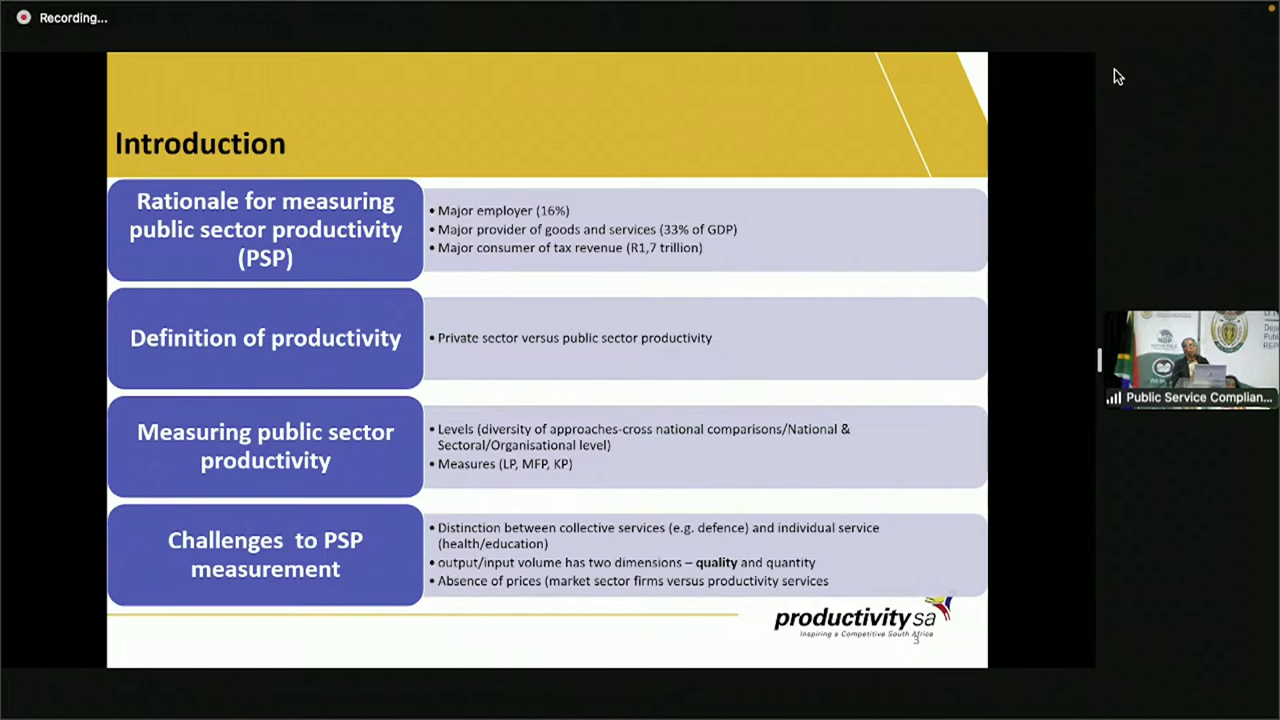 Recording...
Introduction
Rationale for measuring
public sector productivity
(PSP)
• Major employer (16%)
• Major provider of goods and services (33% of GDP)
• Major consumer of tax revenue (R1,7 trillion)
Definition of productivity
• Private sector versus public sector productivity
Measuring public sector
productivity
• Levels (diversity of approaches-cross national comparisons/National &
Sectoral/Organisational level)
• Measures (LP, MFP, KP)
Challenges to PSP
measurement
• Distinction between collective services (e.g. defence) and individual service
(health/education)
• output/input volume has two dimensions – quality and quantity
• Absence of prices (market sector firms versus productivity services
productivity sa
Inspiring a Competitive South Africa
3
Public Service Complian...